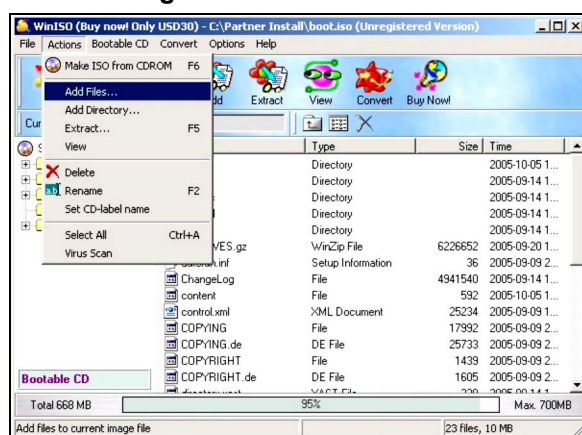 WinISO (Buy now! Only USD30) - C:\Partner Install\boot.iso (Unregistered Version)
File Actions Bootable CD Convert Options Help
Make ISO from CDROM F6
Add Files...
Add Directory...
Extract... F5
View
Delete
Rename F2
Set CD-label name
Select All Ctrl+A
Virus Scan
Extract View Convert Buy Now!
Type Size Time
Directory 2005-10-05 1...
Directory 2005-09-14 1...
Directory 2005-09-14 1...
Directory 2005-09-14 1...
Directory 2005-09-14 1...
VES.gz WinZip File 6226652 2005-09-20 1...
Setup Information 36 2005-09-09 2...
ChangeLog File 4941540 2005-09-14 1...
content File 592 2005-10-05 1...
control.xml XML Document 25234 2005-09-09 1...
COPYING File 17992 2005-09-09 2...
COPYING.de DE File 25733 2005-09-09 2...
COPYRIGHT File 1439 2005-09-09 2...
COPYRIGHT.de DE File 1605 2005-09-09 2...
Bootable CD
Total 668 MB 95% Max. 700MB
Add files to current image file 23 files, 10 MB